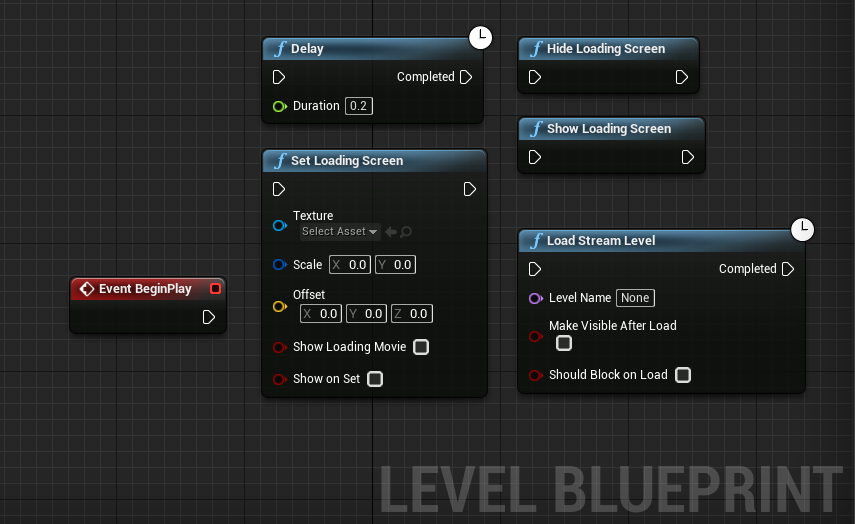 Delay
Completed
Duration 0.2
Set Loading Screen
Texture
Select Asset
Scale X 0.0 Y 0.0
Offset
X 0.0 Y 0.0 Z 0.0
Show Loading Movie
Show on Set
Event BeginPlay
Hide Loading Screen
Show Loading Screen
Load Stream Level
Completed
Level Name None
Make Visible After Load
Should Block on Load
LEVEL BLUEPRINT